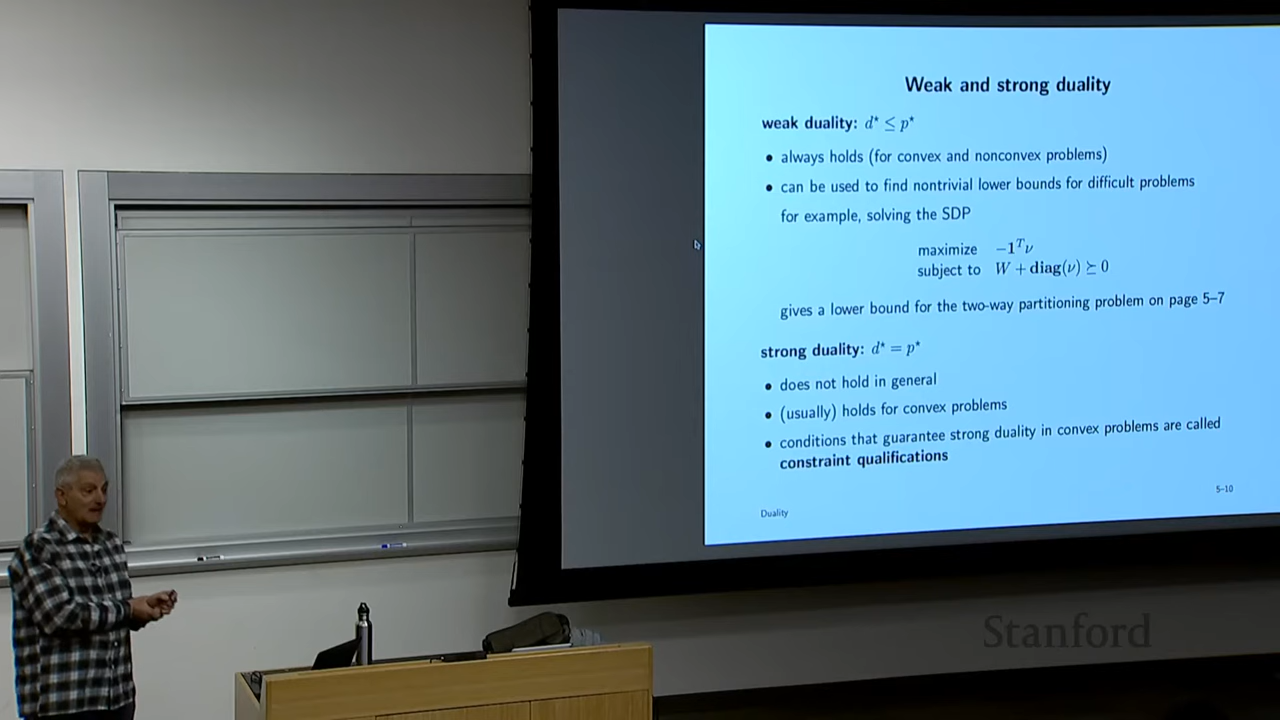 Weak and strong duality
weak duality: d* ≤ p*
• always holds (for convex and nonconvex problems)
• can be used to find nontrivial lower bounds for difficult problems
for example, solving the SDP
maximize −1ᵀν
subject to W + diag(ν) ⪰ 0
gives a lower bound for the two-way partitioning problem on page 5–7
strong duality: d* = p*
• does not hold in general
• (usually) holds for convex problems
• conditions that guarantee strong duality in convex problems are called
constraint qualifications
5–10
Duality
Stanford